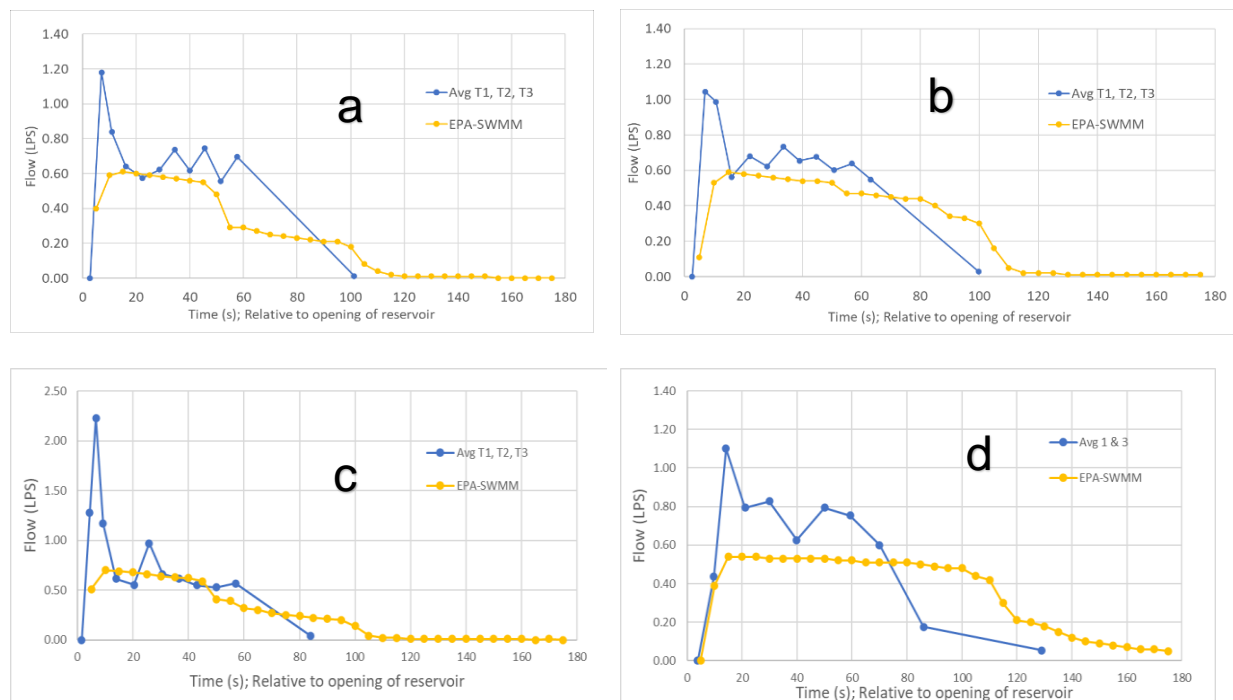 1.40
1.20
1.00
0.80
0.60
0.40
0.20
0.00
Flow (LPS)
a
Avg T1, T2, T3
EPA-SWMM
0 20 40 60 80 100 120 140 160 180
Time (s); Relative to opening of reservoir
1.40
1.20
1.00
0.80
0.60
0.40
0.20
0.00
Flow (LPS)
b
Avg T1, T2, T3
EPA-SWMM
0 20 40 60 80 100 120 140 160 180
Time (s); Relative to opening of reservoir
2.50
2.00
1.50
1.00
0.50
0.00
Flow (LPS)
c
Avg T1, T2, T3
EPA-SWMM
0 20 40 60 80 100 120 140 160 180
Time (s); Relative to opening of reservoir
1.40
1.20
1.00
0.80
0.60
0.40
0.20
0.00
Flow (LPS)
d
Avg 1 & 3
EPA-SWMM
0 20 40 60 80 100 120 140 160 180
Time (s); Relative to opening of reservoir